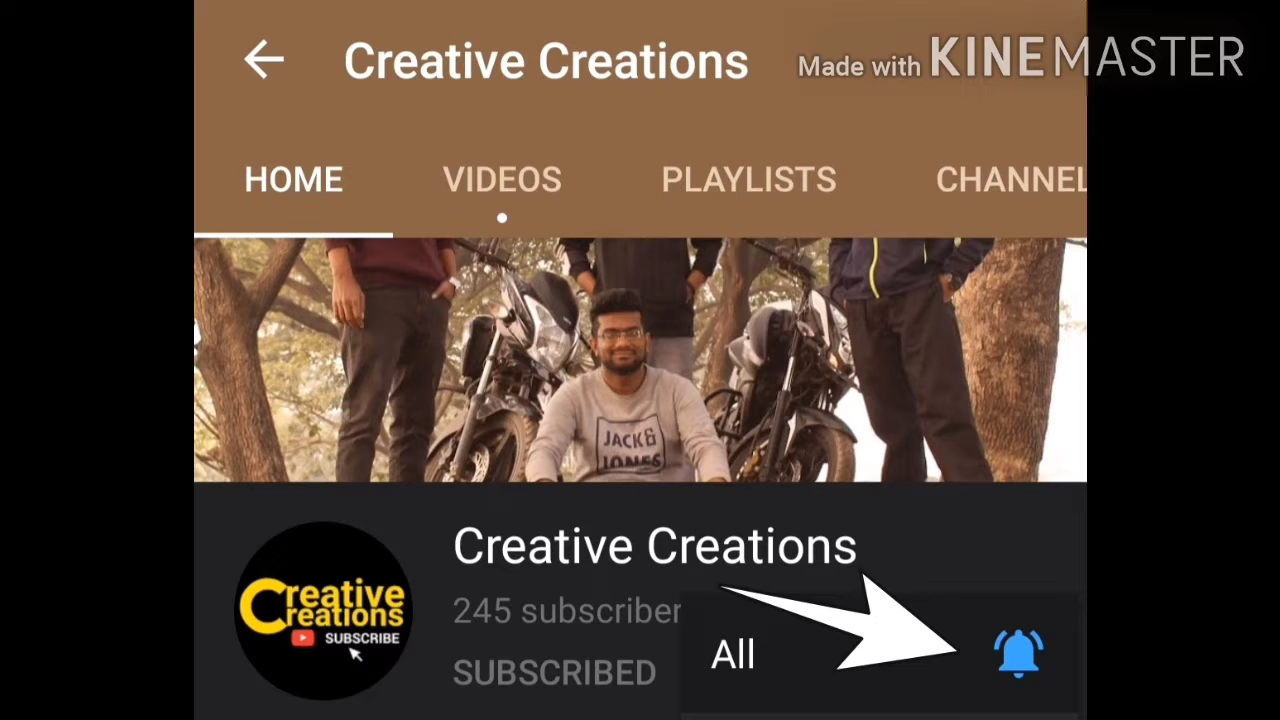 Creative Creations
Made with KINEMASTER
HOME VIDEOS PLAYLISTS CHANNEL
JACK&
JONES
Creative Creations
245 subscriber
SUBSCRIBED
All
Creative
Creations
SUBSCRIBE